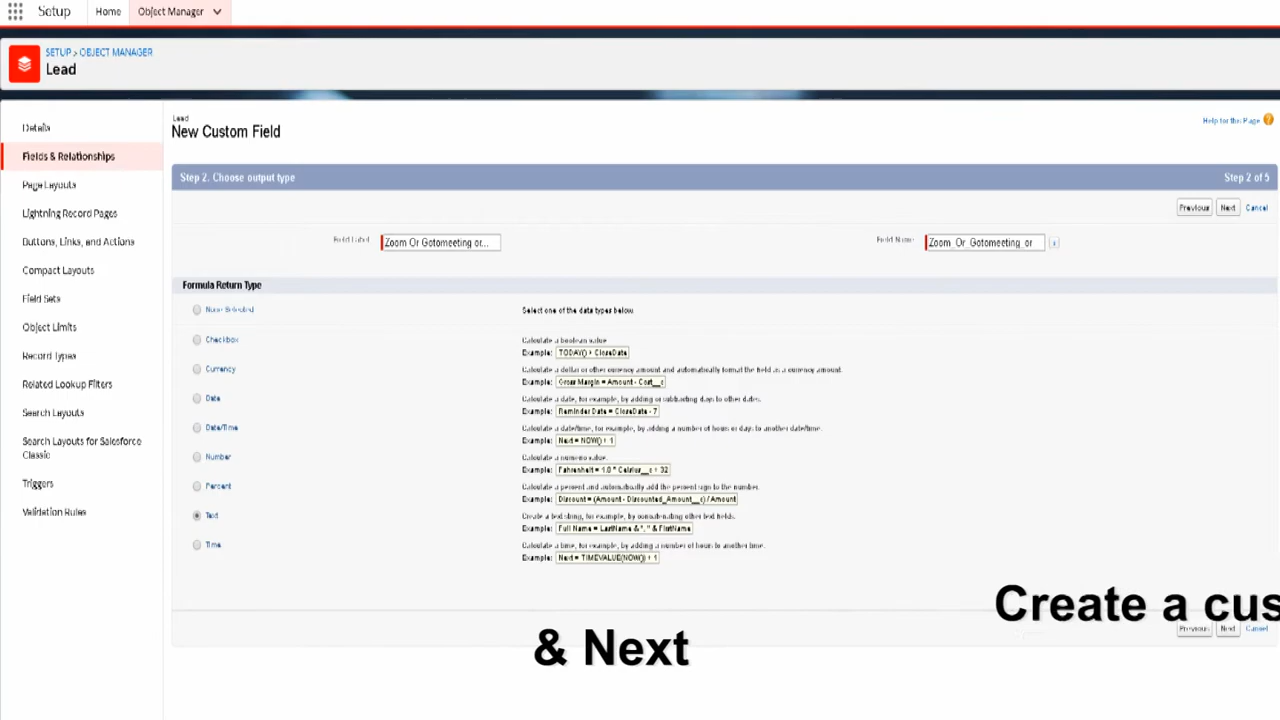 Setup
Home
Object Manager
SETUP > OBJECT MANAGER
Lead
Details
Fields & Relationships
Page Layouts
Lightning Record Pages
Buttons, Links, and Actions
Compact Layouts
Field Sets
Object Limits
Record Types
Related Lookup Filters
Search Layouts
Search Layouts for Salesforce
Classic
Triggers
Validation Rules
Lead
New Custom Field
Help for this Page
Step 2. Choose output type
Step 2 of 5
Previous
Next
Cancel
Field Label
Zoom Or Gotomeeting or...
Field Name
Zoom_Or_Gotomeeting_or
i
Formula Return Type
None Selected
Select one of the data types below.
Checkbox
Calculate a boolean value
Example: TODAY() > CloseDate
Currency
Calculate a dollar or other currency amount and automatically format the field as a currency amount.
Example: Gross Margin = Amount - Cost__c
Date
Calculate a date, for example, by adding or subtracting days to other dates.
Example: Reminder Date = CloseDate - 7
Date/Time
Calculate a date/time, for example, by adding a number of hours or days to another date/time.
Example: Next = NOW() + 1
Number
Calculate a numeric value.
Example: Fahrenheit = 1.8 * Celsius__c + 32
Percent
Calculate a percent and automatically add the percent sign to the number.
Example: Discount = (Amount - Discounted_Amount__c) / Amount
Text
Create a text string, for example, by concatenating other text fields.
Example: Full Name = LastName & ", " & FirstName
Time
Calculate a time, for example, by adding a number of hours to another time.
Example: Next = TIMEVALUE(NOW()) + 1
Create a cus
Previous
Next
Cancel
& Next